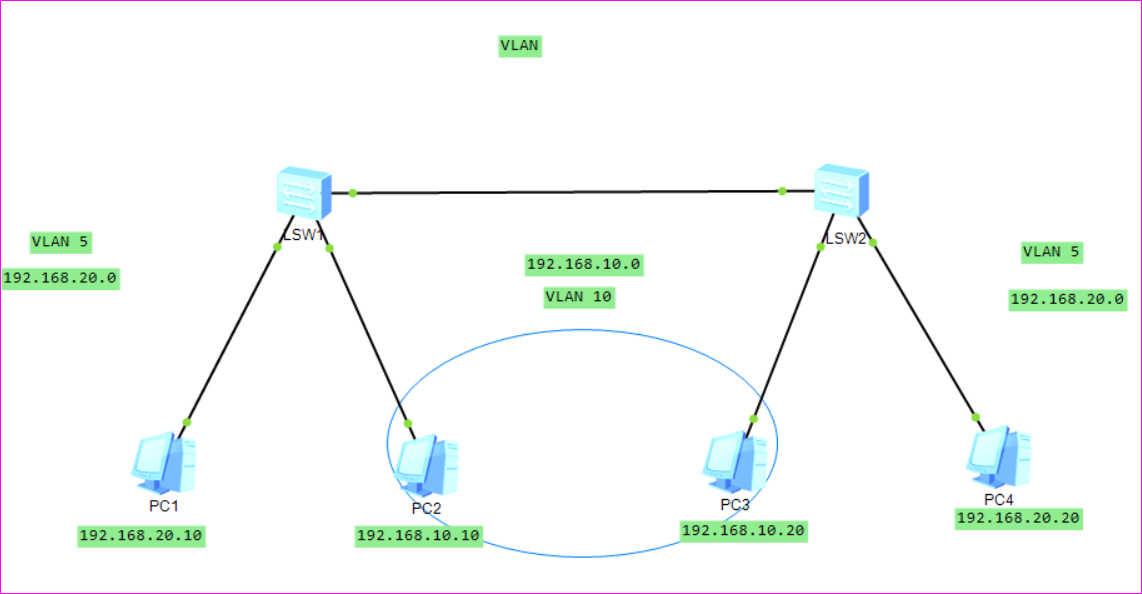 VLAN
LSW1
LSW2
VLAN 5
192.168.20.0
192.168.10.0
VLAN 10
VLAN 5
192.168.20.0
PC1
192.168.20.10
PC2
192.168.10.10
PC3
192.168.10.20
PC4
192.168.20.20